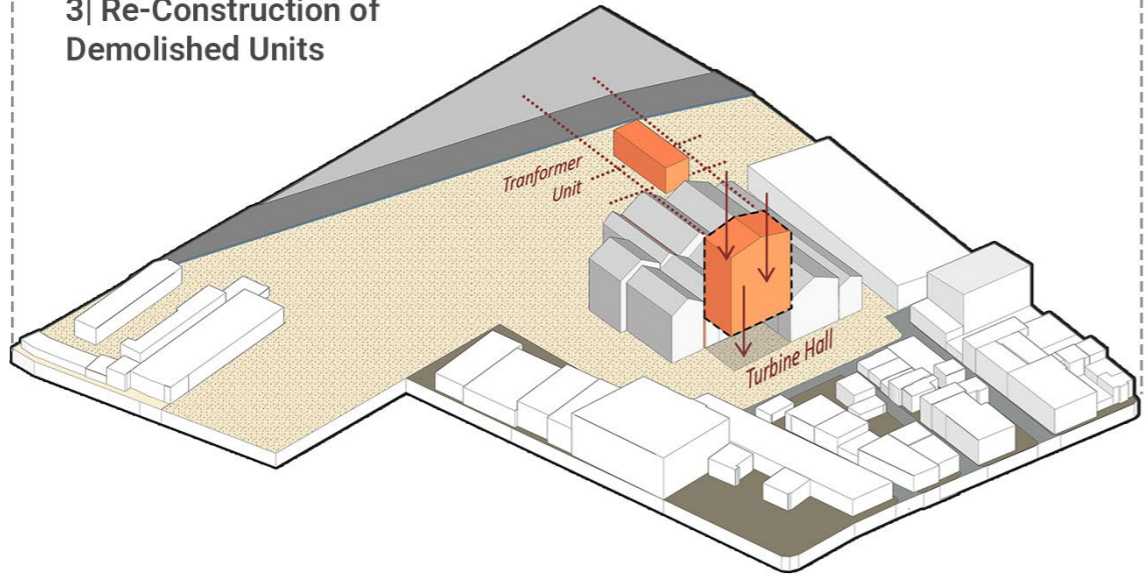 3| Re-Construction of
Demolished Units
Tranformer
Unit
Turbine Hall